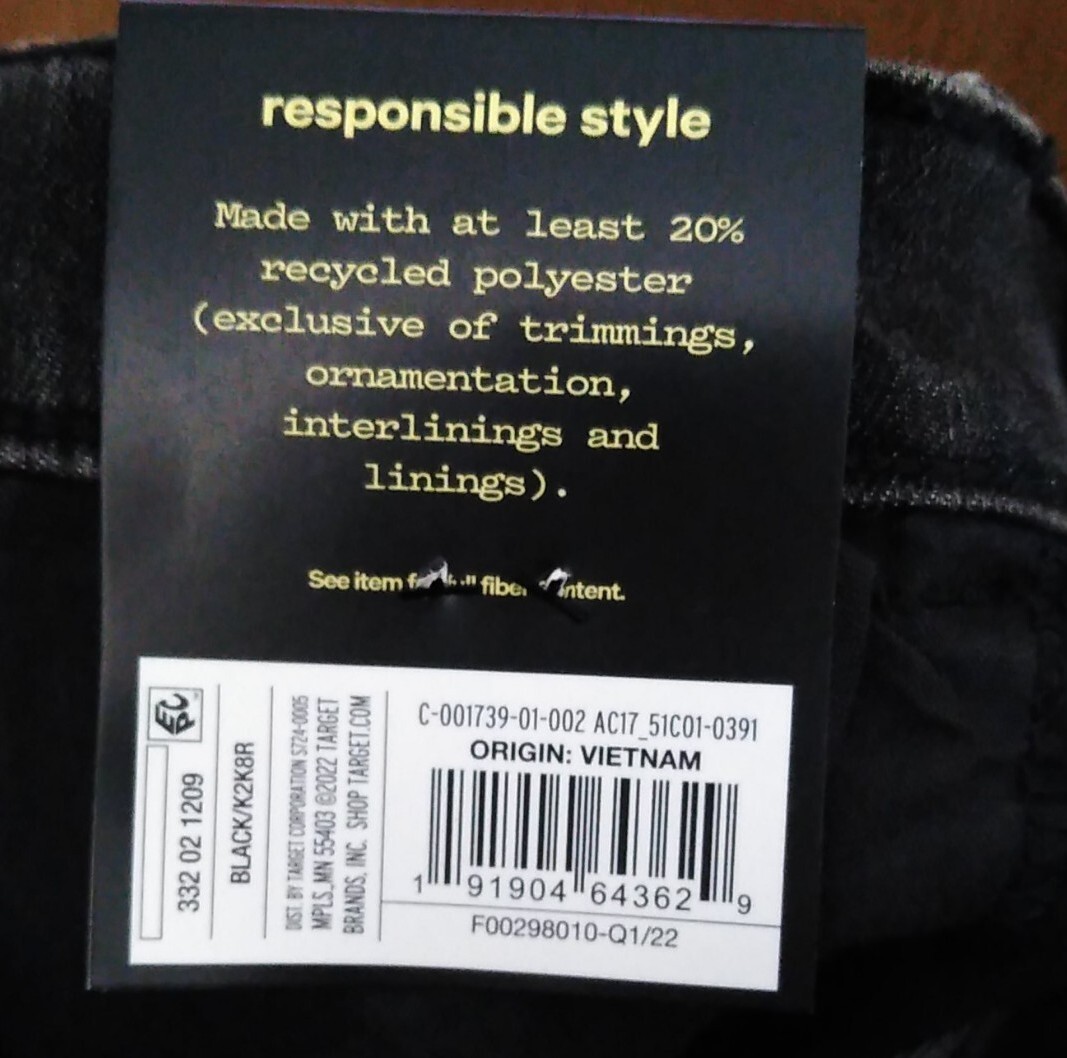 responsible style
Made with at least 20%
recycled polyester
(exclusive of trimmings,
ornamentation,
interlinings and
linings).
See item
EPC
332 02 1209
BLACK/K2K8R
DIST. BY TARGET CORPORATION S724-0005
MPLS.,MN 55403 ©2022 TARGET
BRANDS, INC. SHOP TARGET.COM
C-001739-01-002 AC17_51C01-0391
ORIGIN: VIETNAM
1 91904 64362 9
F00298010-Q1/22